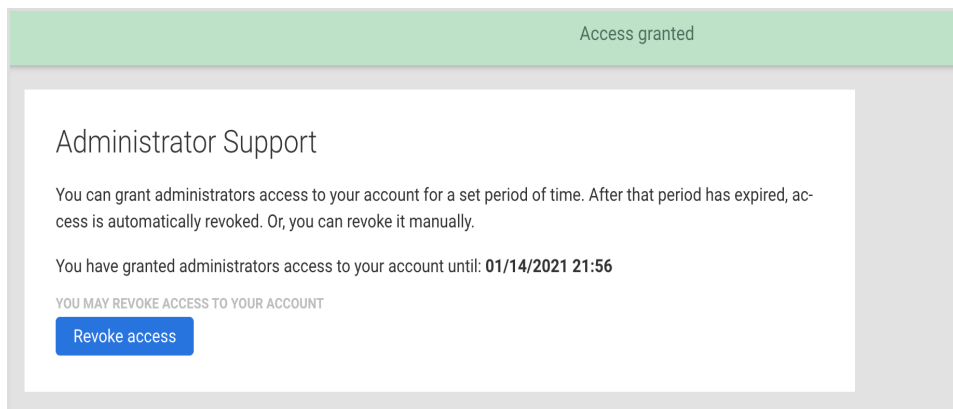 Access granted
Administrator Support
You can grant administrators access to your account for a set period of time. After that period has expired, ac-
cess is automatically revoked. Or, you can revoke it manually.
You have granted administrators access to your account until: 01/14/2021 21:56
YOU MAY REVOKE ACCESS TO YOUR ACCOUNT
Revoke access